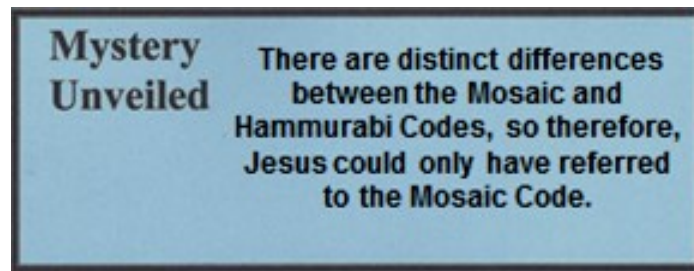 Mystery
Unveiled
There are distinct differences
between the Mosaic and
Hammurabi Codes, so therefore,
Jesus could only have referred
to the Mosaic Code.